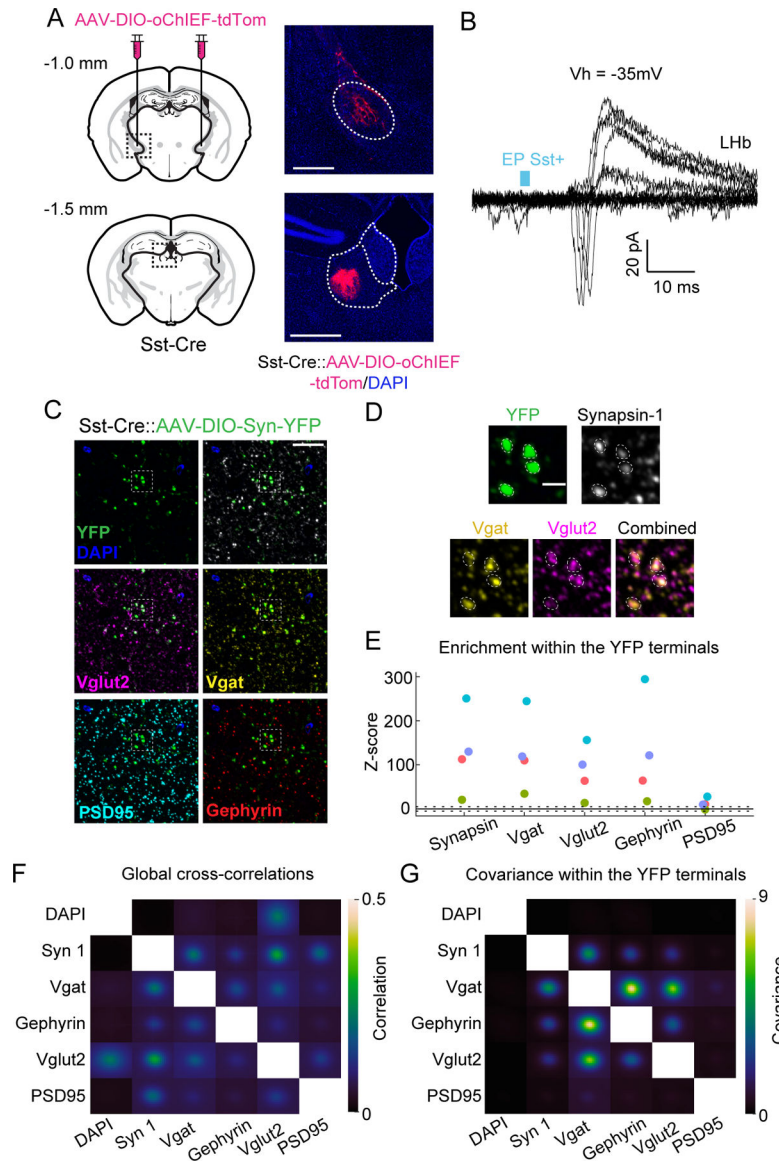 A
AAV-DIO-oChIEF-tdTom
-1.0 mm
-1.5 mm
Sst-Cre
Sst-Cre::AAV-DIO-oChIEF
-tdTom/DAPI
B
Vh = -35mV
LHb
EP Sst+
20 pA
10 ms
C
Sst-Cre::AAV-DIO-Syn-YFP
YFP
DAPI
Vglut2
Vgat
PSD95
Gephyrin
D
YFP
Synapsin-1
Vgat
Vglut2
Combined
E
Enrichment within the YFP terminals
Z-score
300
200
100
0
Synapsin
Vgat
Vglut2
Gephyrin
PSD95
F
Global cross-correlations
DAPI
Syn 1
Vgat
Gephyrin
Vglut2
PSD95
DAPI
Syn 1
Vgat
Gephyrin
Vglut2
PSD95
0.5
Correlation
0
G
Covariance within the YFP terminals
DAPI
Syn 1
Vgat
Gephyrin
Vglut2
PSD95
DAPI
Syn 1
Vgat
Gephyrin
Vglut2
PSD95
9
Covariance
0